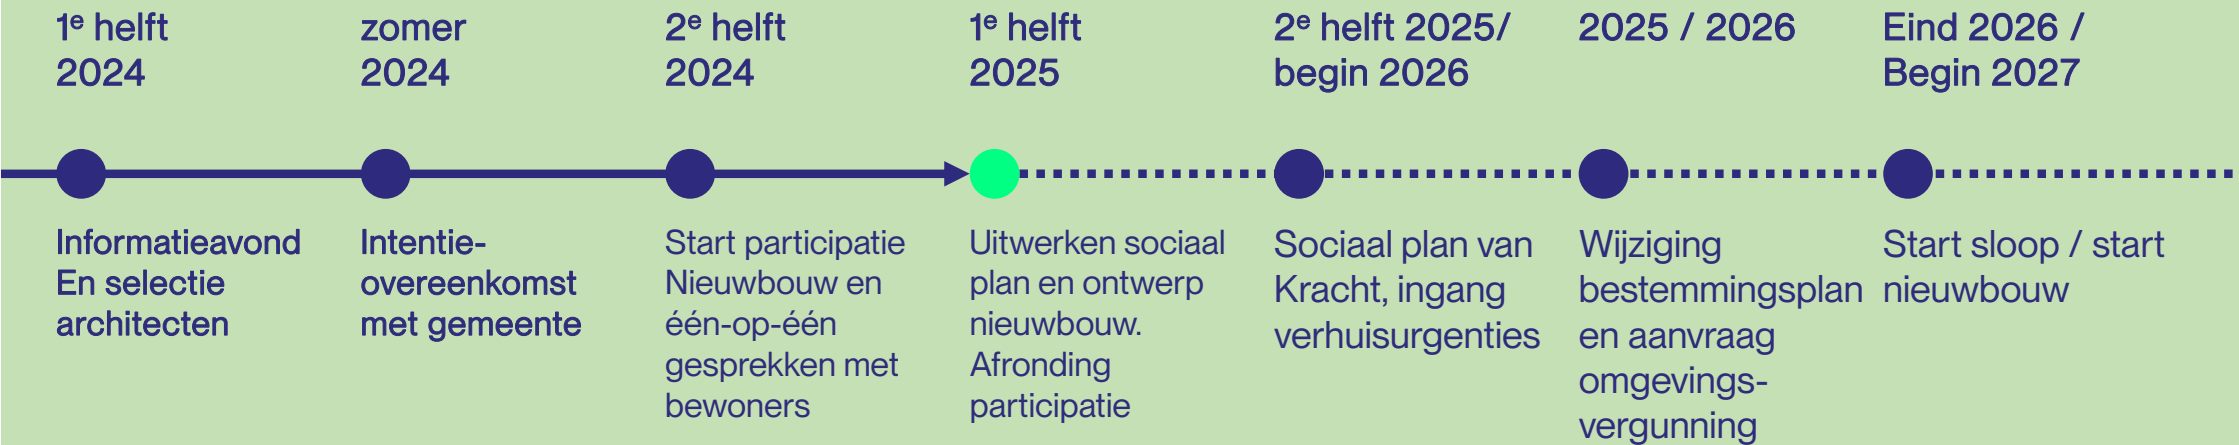 1e helft
2024
zomer
2024
2e helft
2024
1e helft
2025
2e helft 2025/
begin 2026
2025 / 2026
Eind 2026 /
Begin 2027
Informatieavond
En selectie
architecten
Intentie-
overeenkomst
met gemeente
Start participatie
Nieuwbouw en
één-op-één
gesprekken met
bewoners
Uitwerken sociaal
plan en ontwerp
nieuwbouw.
Afronding
participatie
Sociaal plan van
Kracht, ingang
verhuisurgenties
Wijziging
bestemmingsplan
en aanvraag
omgevings-
vergunning
Start sloop / start
nieuwbouw